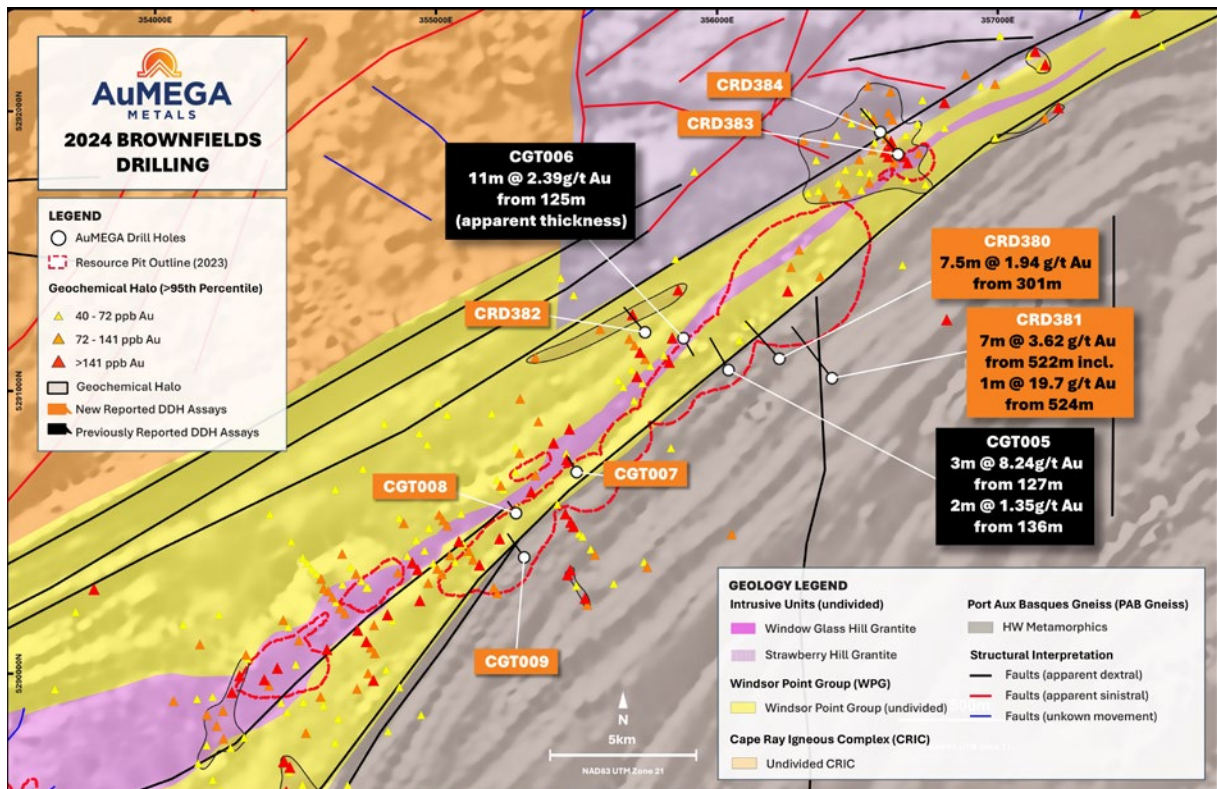 354000E
355000E
356000E
357000E
5292000N
5291000N
5290000N
AuMEGA
METALS
2024 BROWNFIELDS
DRILLING
LEGEND
AuMEGA Drill Holes
Resource Pit Outline (2023)
Geochemical Halo (>95th Percentile)
40 - 72 ppb Au
72 - 141 ppb Au
>141 ppb Au
Geochemical Halo
New Reported DDH Assays
Previously Reported DDH Assays
CGT006
11m @ 2.39g/t Au
from 125m
(apparent thickness)
CRD384
CRD383
CRD382
CRD380
7.5m @ 1.94 g/t Au
from 301m
CRD381
7m @ 3.62 g/t Au
from 522m incl.
1m @ 19.7 g/t Au
from 524m
CGT005
3m @ 8.24g/t Au
from 127m
2m @ 1.35g/t Au
from 136m
CGT008
CGT007
CGT009
N
5km
NAD83 UTM Zone 21
GEOLOGY LEGEND
Intrusive Units (undivided)
Window Glass Hill Grantite
Strawberry Hill Grantite
Windsor Point Group (WPG)
Windsor Point Group (undivided)
Cape Ray Igneous Complex (CRIC)
Undivided CRIC
Port Aux Basques Gneiss (PAB Gneiss)
HW Metamorphics
Structural Interpretation
Faults (apparent dextral)
Faults (apparent sinistral)
Faults (unkown movement)